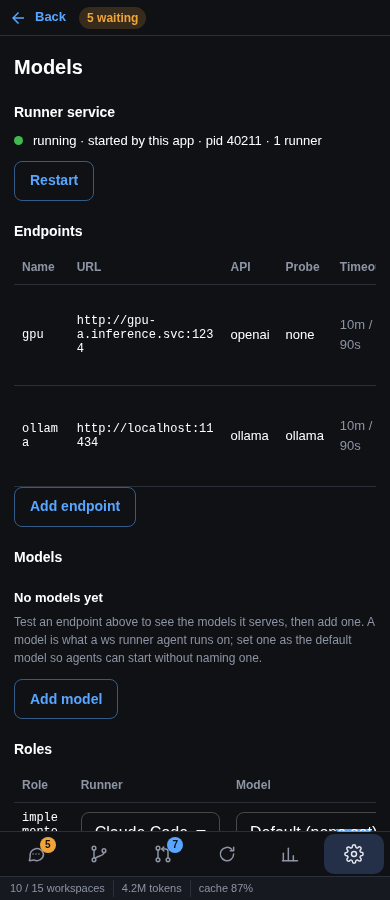 Back 5 waiting
Models
Runner service
running · started by this app · pid 40211 · 1 runner
Restart
Endpoints
Name URL API Probe
http://gpu-
gpu a.inference.svc:123 openai none 10m /
4 90s
ollam http://localhost:11 ollama ollama 10m /
a 434 90s
Add endpoint
Models
No models yet
Test an endpoint above to see the models it serves, then add one. A
model is what a ws runner agent runs on; set one as the default
model so agents can start without naming one.
Add model
Roles
Role Runner Model
imple
5 7
10 / 15 workspaces 4.2M tokens cache 87%